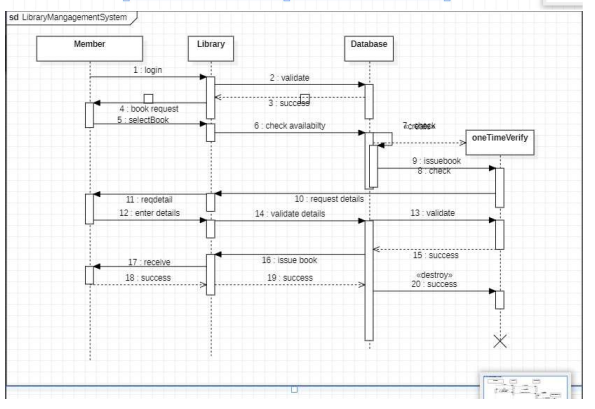 sd LibraryMangagementSystem
Member
Library
Database
1 : login
2 : validate
3 : success
4 : book request
5 : selectBook
6 : check availabilty
7 : check
«create»
oneTimeVerify
9 : issuebook
8 : check
10 : request details
11 : reqdetail
12 : enter details
14 : validate details
13 : validate
15 : success
16 : issue book
17 : receive
18 : success
19 : success
«destroy»
20 : success